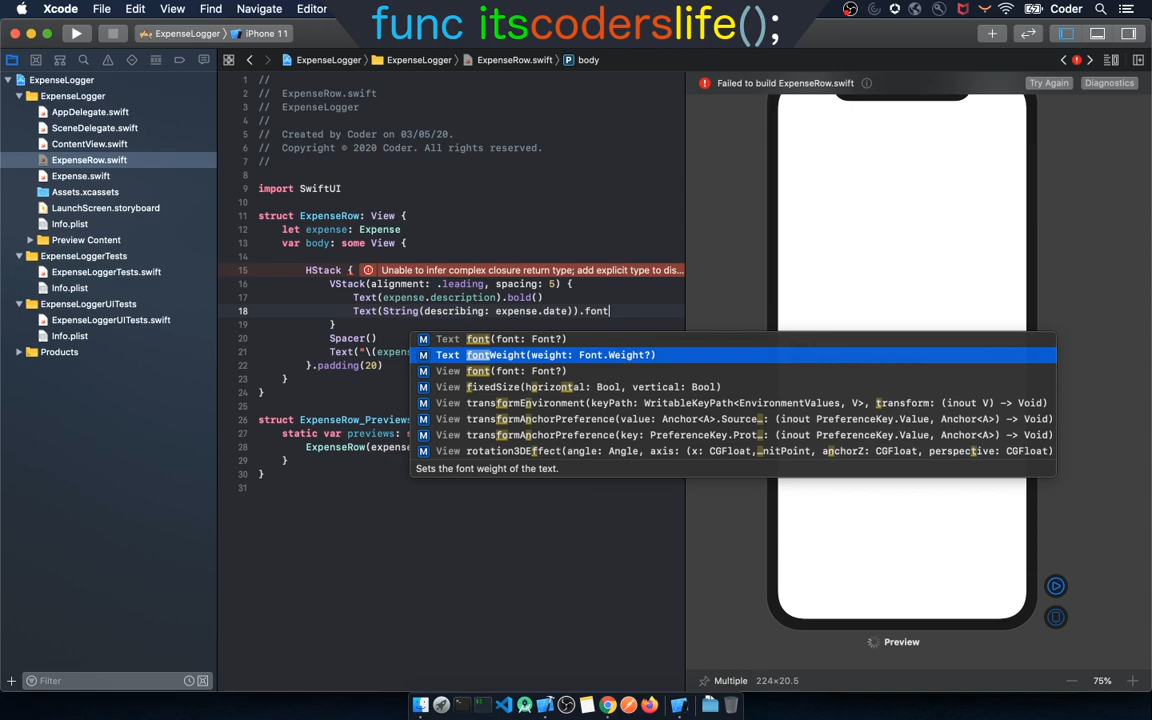 Xcode File Edit View Find Navigate Editor
func itscoderslife();
Coder
ExpenseLogger iPhone 11
ExpenseLogger ExpenseLogger ExpenseRow.swift body
Failed to build ExpenseRow.swift Try Again Diagnostics
ExpenseLogger
ExpenseLogger
AppDelegate.swift
SceneDelegate.swift
ContentView.swift
ExpenseRow.swift
Expense.swift
Assets.xcassets
LaunchScreen.storyboard
Info.plist
Preview Content
ExpenseLoggerTests
ExpenseLoggerTests.swift
Info.plist
ExpenseLoggerUITests
ExpenseLoggerUITests.swift
Info.plist
Products
1 //
2 // ExpenseRow.swift
3 // ExpenseLogger
4 //
5 // Created by Coder on 03/05/20.
6 // Copyright © 2020 Coder. All rights reserved.
7 //
8
9 import SwiftUI
10
11 struct ExpenseRow: View {
12 let expense: Expense
13 var body: some View {
14
15 HStack { Unable to infer complex closure return type; add explicit type to dis...
16 VStack(alignment: .leading, spacing: 5) {
17 Text(expense.description).bold()
18 Text(String(describing: expense.date)).font
19 }
20 Spacer()
21 Text("\(expens
22 }.padding(20)
23 }
24 }
25
26 struct ExpenseRow_Previews
27 static var previews: s
28 ExpenseRow(expens
29 }
30 }
31
M Text font(font: Font?)
M Text fontWeight(weight: Font.Weight?)
M View font(font: Font?)
M View fixedSize(horizontal: Bool, vertical: Bool)
M View transformEnvironment(keyPath: WritableKeyPath<EnvironmentValues, V>, transform: (inout V) -> Void)
M View transformAnchorPreference(value: Anchor<A>.Source…: (inout PreferenceKey.Value, Anchor<A>) -> Void)
M View transformAnchorPreference(key: PreferenceKey.Prot…: (inout PreferenceKey.Value, Anchor<A>) -> Void)
M View rotation3DEffect(angle: Angle, axis: (x: CGFloat,…nitPoint, anchorZ: CGFloat, perspective: CGFloat)
Sets the font weight of the text.
Preview
Filter
Multiple 224×20.5 75%